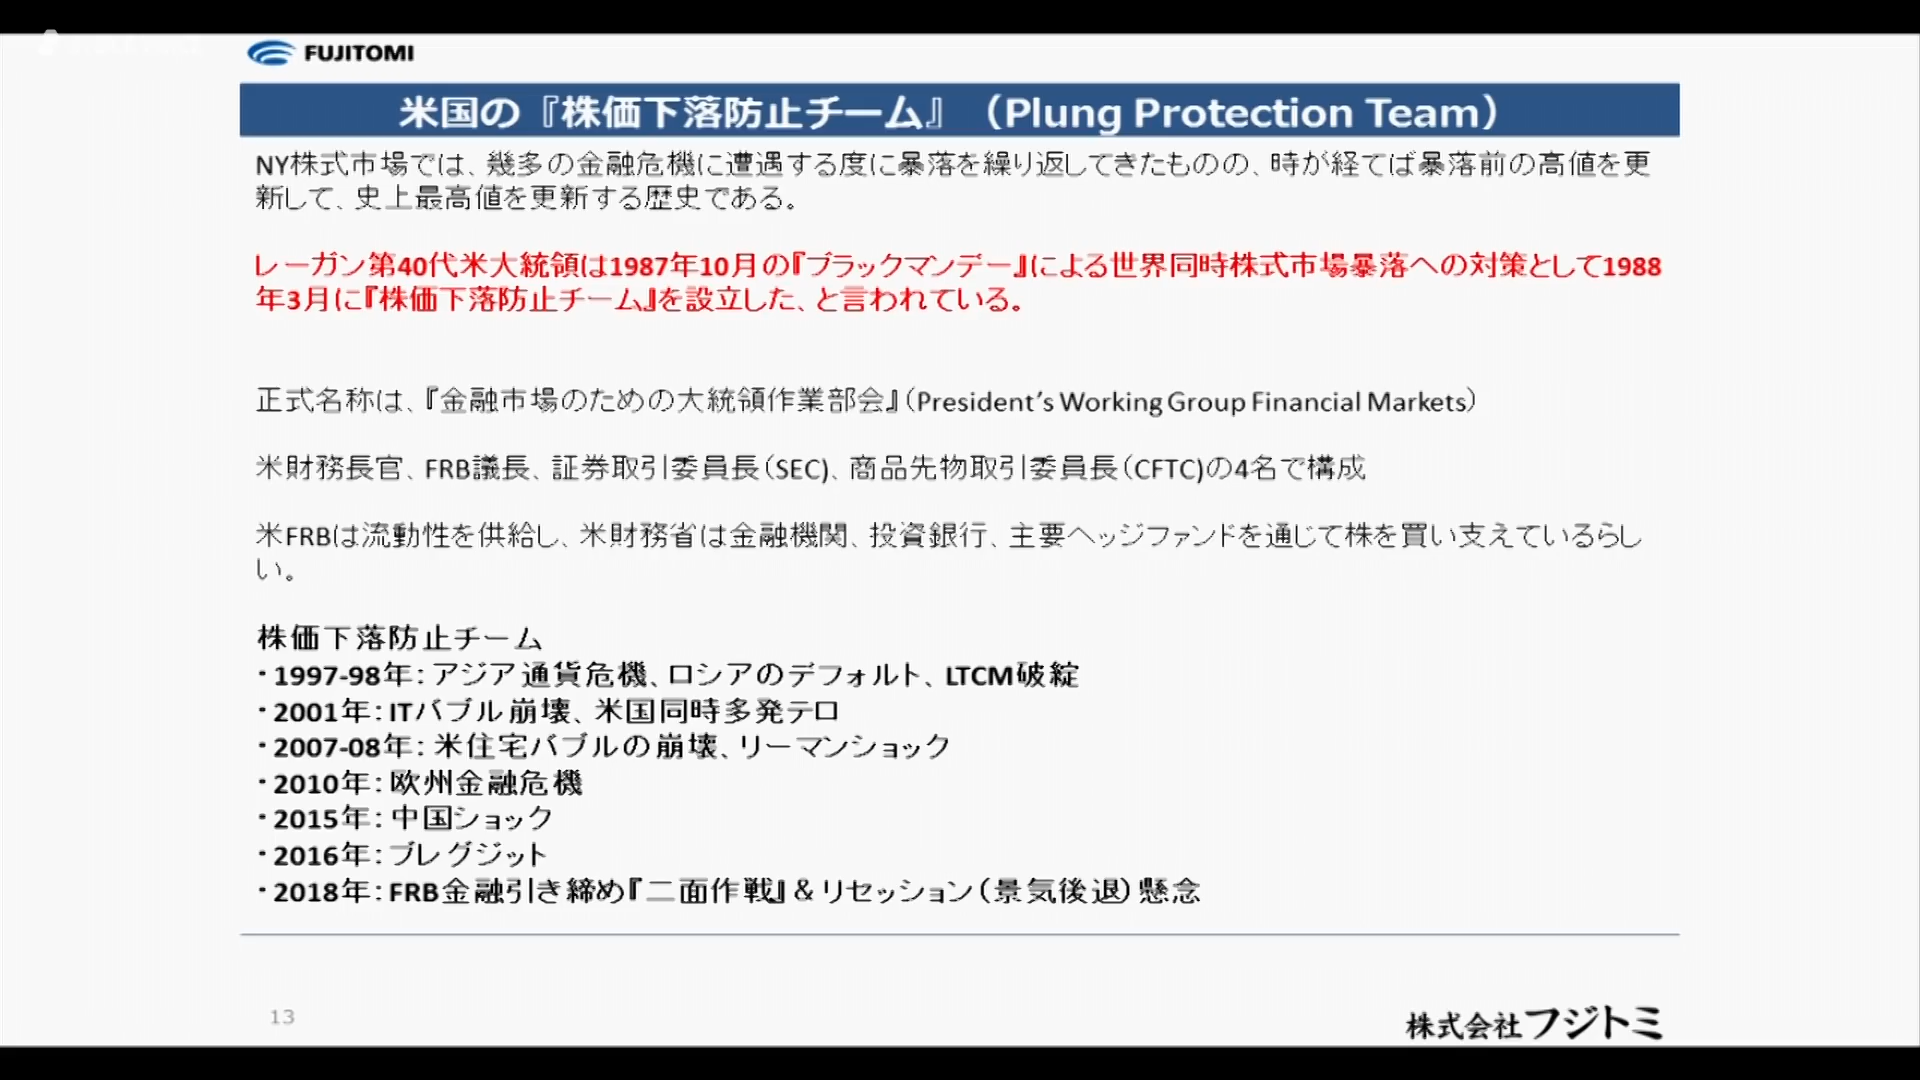 FUJITOMI
米国の『株価下落防止チーム』（Plung Protection Team）
NY株式市場では、幾多の金融危機に遭遇する度に暴落を繰り返してきたものの、時が経てば暴落前の高値を更
新して、史上最高値を更新する歴史である。
レーガン第40代米大統領は1987年10月の『ブラックマンデー』による世界同時株式市場暴落への対策として1988
年3月に『株価下落防止チーム』を設立した、と言われている。
正式名称は、『金融市場のための大統領作業部会』（President's Working Group Financial Markets）
米財務長官、FRB議長、証券取引委員長（SEC）、商品先物取引委員長（CFTC)の4名で構成
米FRBは流動性を供給し、米財務省は金融機関、投資銀行、主要ヘッジファンドを通じて株を買い支えているらし
い。
株価下落防止チーム
・1997-98年：アジア通貨危機、ロシアのデフォルト、LTCM破綻
・2001年：ITバブル崩壊、米国同時多発テロ
・2007-08年：米住宅バブルの崩壊、リーマンショック
・2010年：欧州金融危機
・2015年：中国ショック
・2016年：ブレグジット
・2018年：FRB金融引き締め『二面作戦』＆リセッション（景気後退）懸念
13
株式会社フジトミ